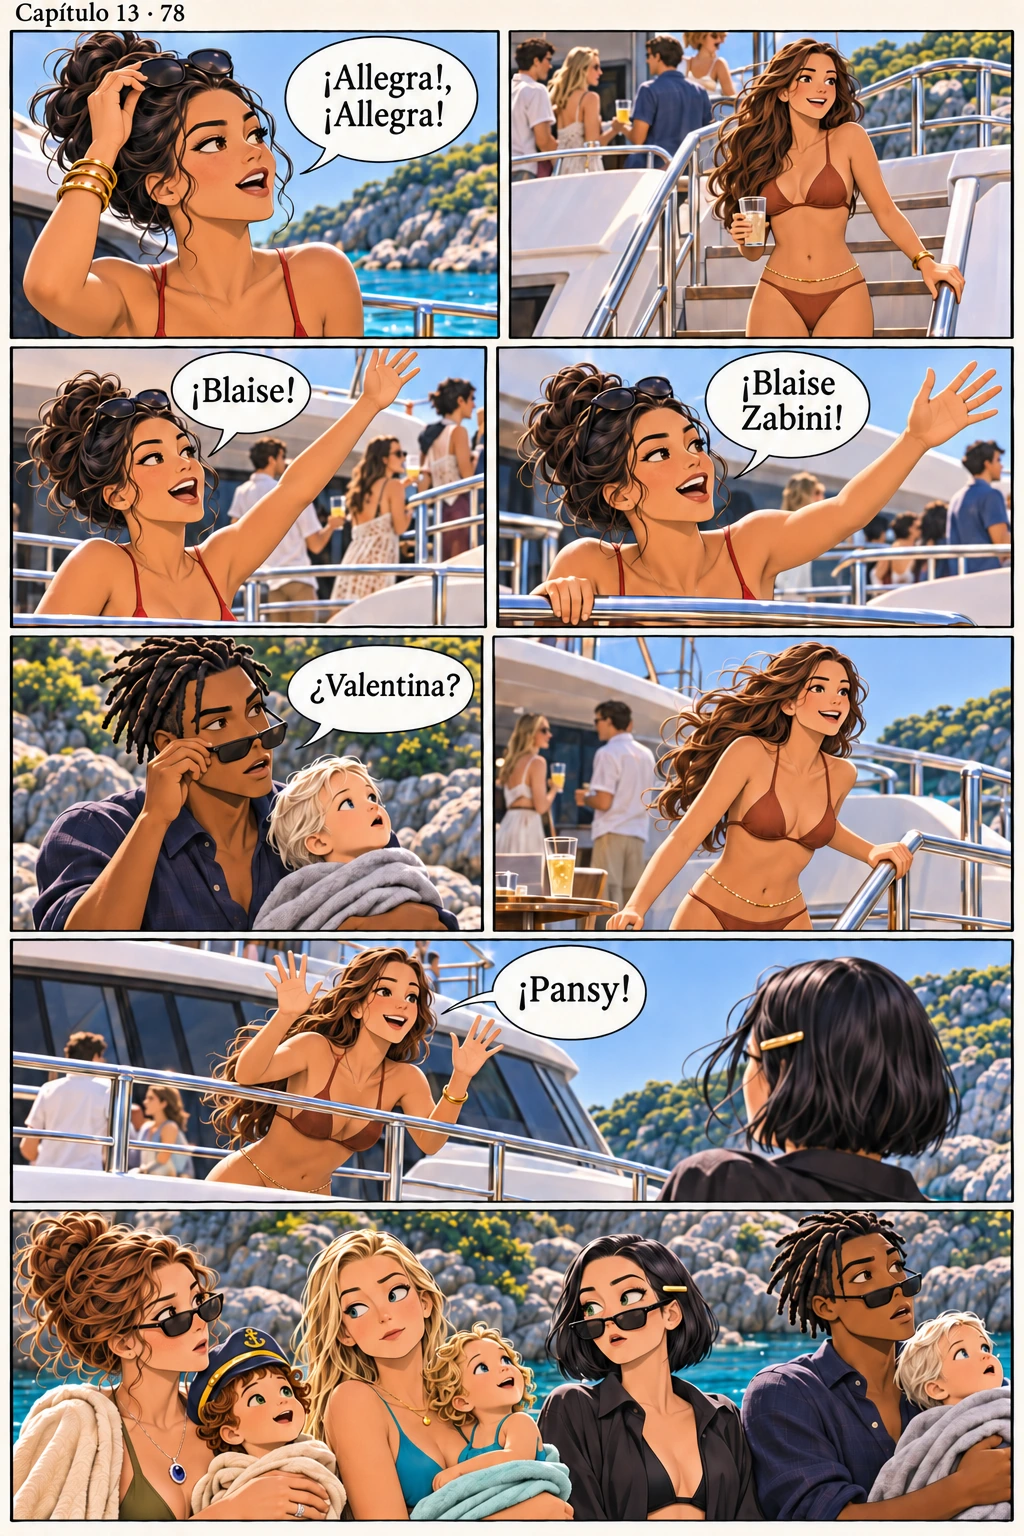 Capítulo 13 · 78
¡Allegra!,
¡Allegra!
¡Blaise!
¡Blaise
Zabini!
¿Valentina?
¡Pansy!